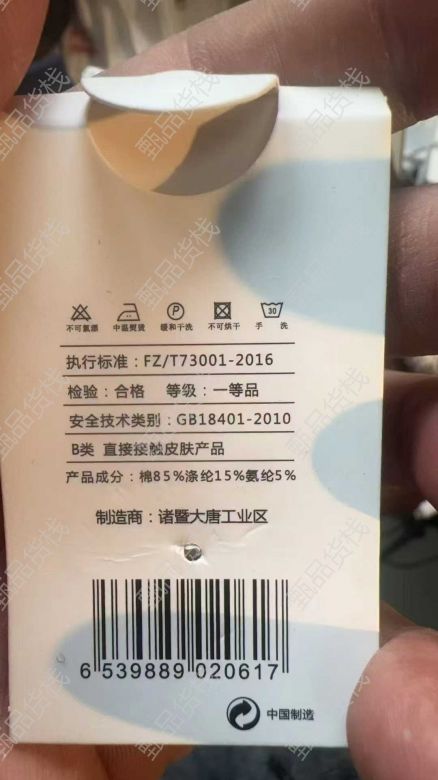 不可氯漂 中温熨烫 缓和干洗 不可烘干 手 洗
30
P
执行标准：FZ/T73001-2016
检验：合格 等级：一等品
安全技术类别：GB18401-2010
B类 直接接触皮肤产品
产品成分：棉85%涤纶15%氨纶5%
制造商：诸暨大唐工业区
6 539889 020617
中国制造
甄品货栈